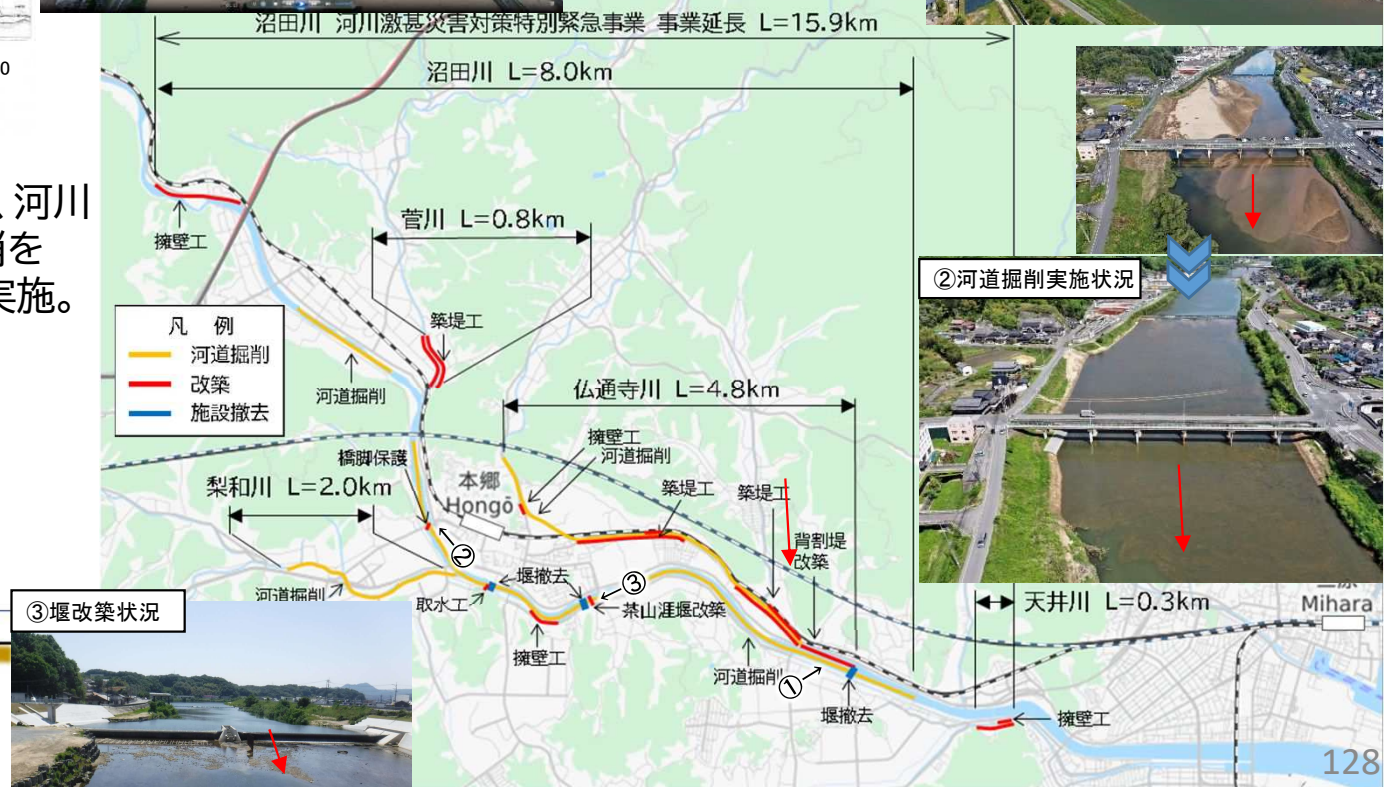 沼田川 河川激甚災害対策特別緊急事業 事業延長 L=15.9km
沼田川 L=8.0km
0
、河川
を
実施。
擁壁工
菅川 L=0.8km
②河道掘削実施状況
凡 例
河道掘削
改築
施設撤去
築堤工
河道掘削
仏通寺川 L=4.8km
擁壁工
河道掘削
橋脚保護
本郷
Hongō
梨和川 L=2.0km
築堤工
築堤工
背割堤
改築
②
③
堰撤去
河道掘削
取水工
茶山涯堰改築
天井川 L=0.3km
Mihara
③堰改築状況
擁壁工
河道掘削
①
堰撤去
擁壁工
128